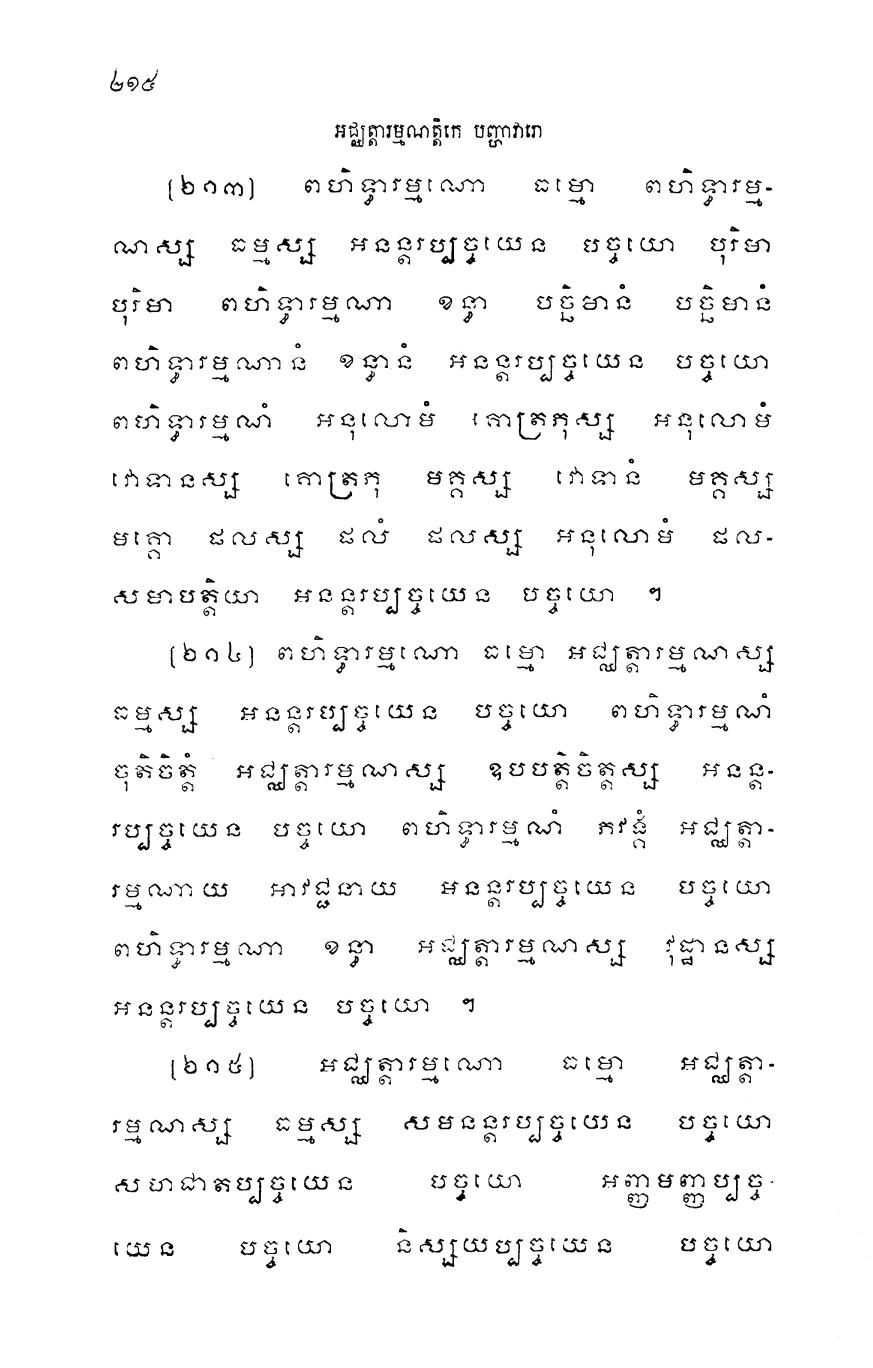 ២១៥
អជ្ឈត្តារម្មណត្តិកេ បញ្ហាវារោ
[២១៣] ពហិទ្ធារម្មណោ ធម្មោ ពហិទ្ធារម្ម-
ណស្ស ធម្មស្ស អនន្តរប្បច្ចយេន បច្ចយោ បុរិមា
បុរិមា ពហិទ្ធារម្មណា ខន្ធា បច្ឆិមានំ បច្ឆិមានំ
ពហិទ្ធារម្មណានំ ខន្ធានំ អនន្តរប្បច្ចយេន បច្ចយោ
ពហិទ្ធារម្មណំ អនុលោមំ គោត្រភុស្ស អនុលោមំ
វោទានស្ស គោត្រភុ មគ្គស្ស វោទានំ មគ្គស្ស
មគ្គោ ផលស្ស ផលំ ផលស្ស អនុលោមំ ផល-
សមាបត្តិយា អនន្តរប្បច្ចយេន បច្ចយោ ។
[២១៤] ពហិទ្ធារម្មណោ ធម្មោ អជ្ឈត្តារម្មណស្ស
ធម្មស្ស អនន្តរប្បច្ចយេន បច្ចយោ ពហិទ្ធារម្មណំ
ចុតិចិត្តំ អជ្ឈត្តារម្មណស្ស ឧបបត្តិចិត្តស្ស អនន្ត-
រប្បច្ចយេន បច្ចយោ ពហិទ្ធារម្មណំ ភវង្គំ អជ្ឈត្តា-
រម្មណាយ អាវជ្ជនាយ អនន្តរប្បច្ចយេន បច្ចយោ
ពហិទ្ធារម្មណា ខន្ធា អជ្ឈត្តារម្មណស្ស វុដ្ឋានស្ស
អនន្តរប្បច្ចយេន បច្ចយោ ។
[២១៥] អជ្ឈត្តារម្មណោ ធម្មោ អជ្ឈត្តា-
រម្មណស្ស ធម្មស្ស សមនន្តរប្បច្ចយេន បច្ចយោ
សហជាតប្បច្ចយេន បច្ចយោ អញ្ញមញ្ញប្បច្ច-
យេន បច្ចយោ និស្សយប្បច្ចយេន បច្ចយោ